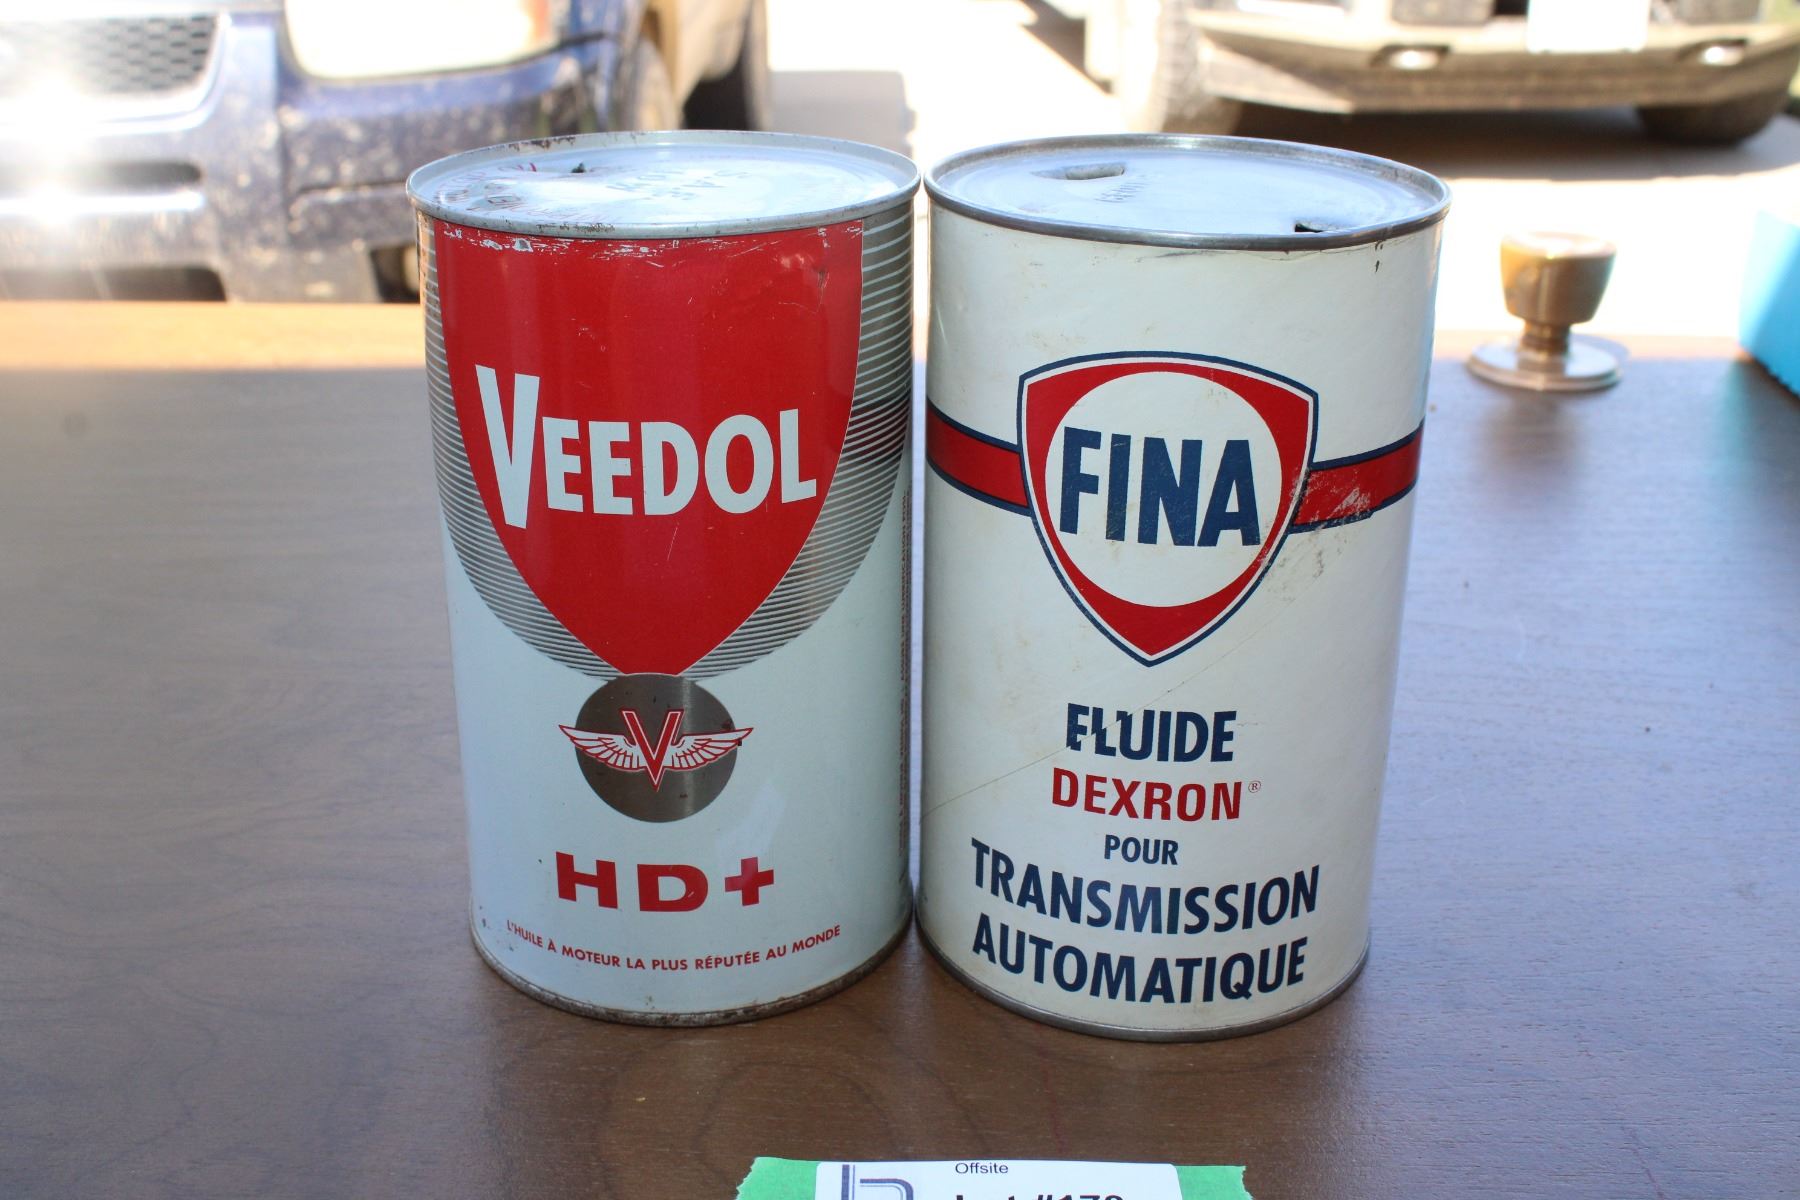 VEEDOL
V
HD+
L'HUILE À MOTEUR LA PLUS RÉPUTÉE AU MONDE
FINA
FLUIDE
DEXRON®
POUR
TRANSMISSION
AUTOMATIQUE
Offsite